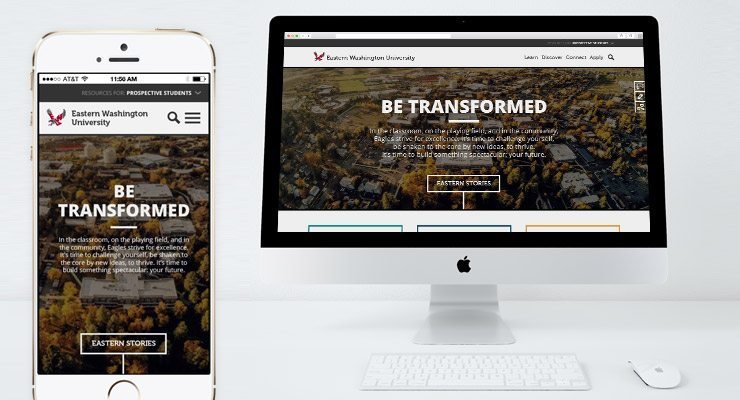 ●●●○○ AT&T 11:56 AM
RESOURCES FOR: PROSPECTIVE STUDENTS
Eastern Washington
University
BE
TRANSFORMED
In the classroom, on the playing field, and in
the community, Eagles strive for excellence.
It's time to challenge yourself, be shaken to
the core by new ideas, to thrive. It's time to
build something spectacular: your future.
EASTERN STORIES
RESOURCES FOR: PROSPECTIVE STUDENTS
Eastern Washington University
Learn Discover Connect Apply
BE TRANSFORMED
In the classroom, on the playing field, and in the community,
Eagles strive for excellence. It's time to challenge yourself,
be shaken to the core by new ideas, to thrive.
It's time to build something spectacular: your future.
EASTERN STORIES